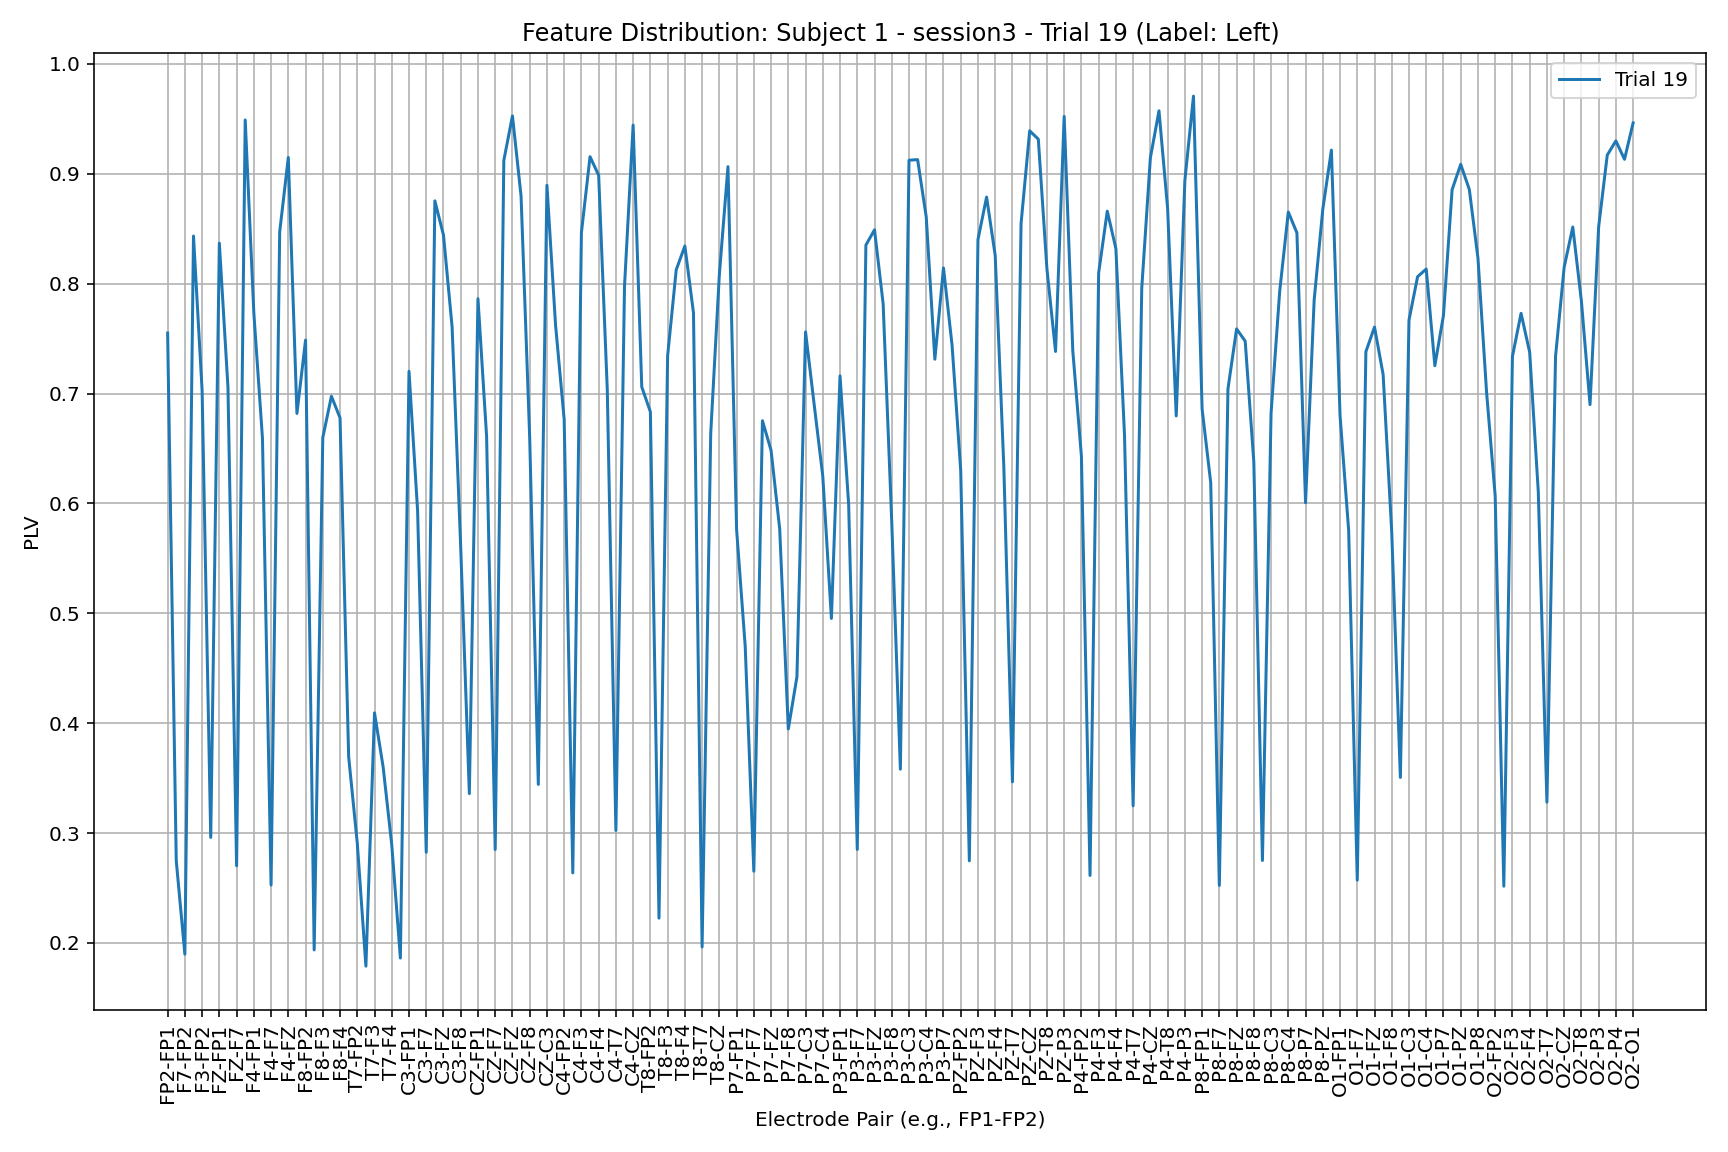 Feature Distribution: Subject 1 - session3 - Trial 19 (Label: Left)
Trial 19
1.0
0.9
0.8
0.7
0.6
0.5
0.4
0.3
0.2
PLV
FP2-FP1
F7-FP2
F3-FP2
FZ-FP1
FZ-F7
F4-FP1
F4-F7
F4-FZ
F8-FP2
F8-F3
F8-F4
T7-FP2
T7-F3
T7-F4
C3-FP1
C3-F7
C3-FZ
C3-F8
CZ-FP1
CZ-F7
CZ-FZ
CZ-F8
CZ-C3
C4-FP2
C4-F3
C4-F4
C4-T7
C4-CZ
T8-FP2
T8-F3
T8-F4
T8-T7
T8-CZ
P7-FP1
P7-F7
P7-FZ
P7-F8
P7-C3
P7-C4
P3-FP1
P3-F7
P3-FZ
P3-F8
P3-C3
P3-C4
P3-P7
PZ-FP2
PZ-F3
PZ-F4
PZ-T7
PZ-CZ
PZ-T8
PZ-P3
P4-FP2
P4-F3
P4-F4
P4-T7
P4-CZ
P4-T8
P4-P3
P8-FP1
P8-F7
P8-FZ
P8-F8
P8-C3
P8-C4
P8-P7
P8-PZ
O1-FP1
O1-F7
O1-FZ
O1-F8
O1-C3
O1-C4
O1-P7
O1-PZ
O1-P8
O2-FP2
O2-F3
O2-F4
O2-T7
O2-CZ
O2-T8
O2-P3
O2-P4
O2-O1
Electrode Pair (e.g., FP1-FP2)